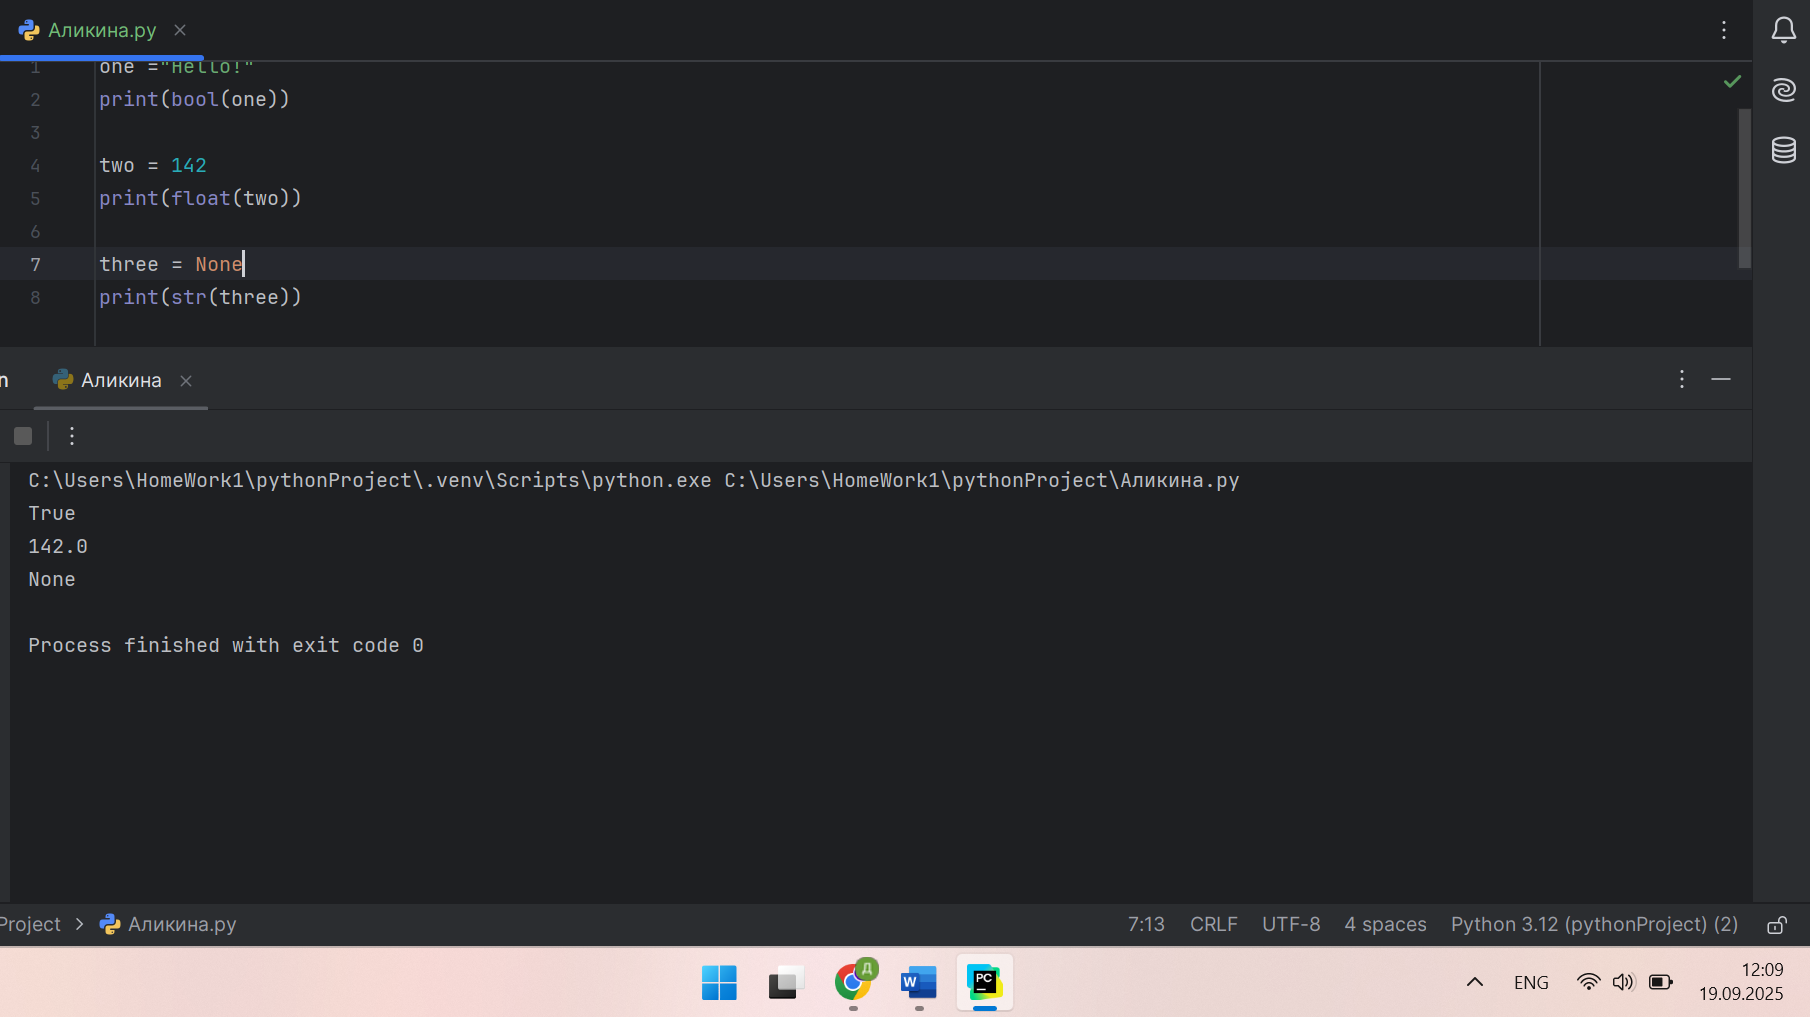 Аликина.py
1 one ="Hello!"
2 print(bool(one))
3
4 two = 142
5 print(float(two))
6
7 three = None
8 print(str(three))
n Аликина
C:\Users\HomeWork1\pythonProject\.venv\Scripts\python.exe C:\Users\HomeWork1\pythonProject\Аликина.py
True
142.0
None
Process finished with exit code 0
Project > Аликина.py 7:13 CRLF UTF-8 4 spaces Python 3.12 (pythonProject) (2)
Д
W
PC
ENG
12:09
19.09.2025